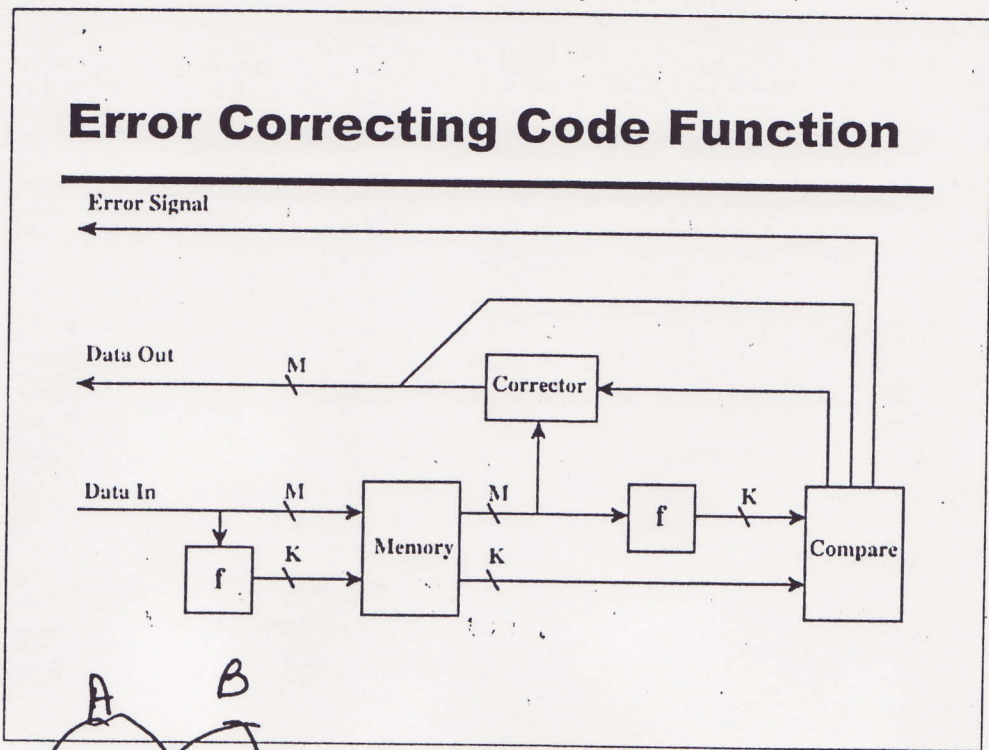 Error Correcting Code Function
Error Signal
Data Out
M
Corrector
Data In
M
M
f
K
f
K
Memory
K
Compare
A
B